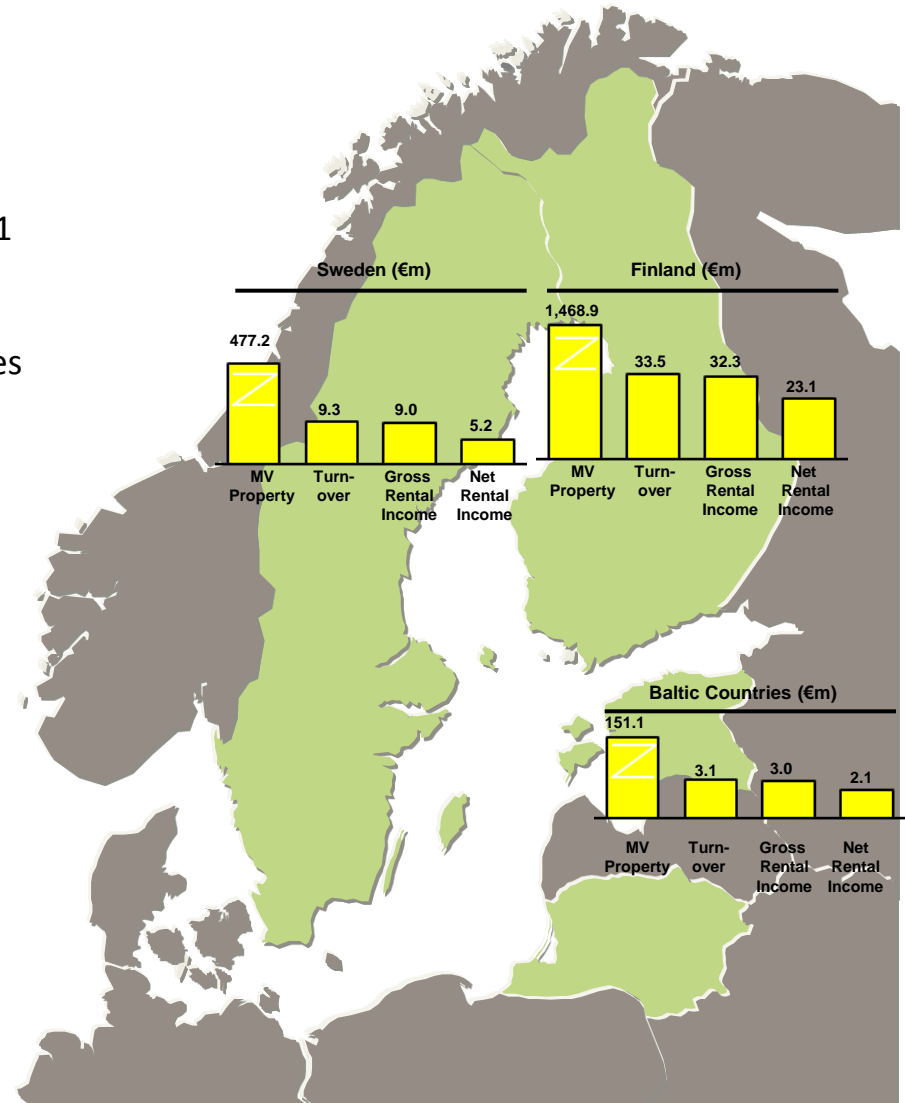 1
es
Sweden (€m)
477.2
9.3
9.0
5.2
MV
Property
Turn-
over
Gross
Rental
Income
Net
Rental
Income
Finland (€m)
1,468.9
33.5
32.3
23.1
MV
Property
Turn-
over
Gross
Rental
Income
Net
Rental
Income
Baltic Countries (€m)
151.1
3.1
3.0
2.1
MV
Property
Turn-
over
Gross
Rental
Income
Net
Rental
Income